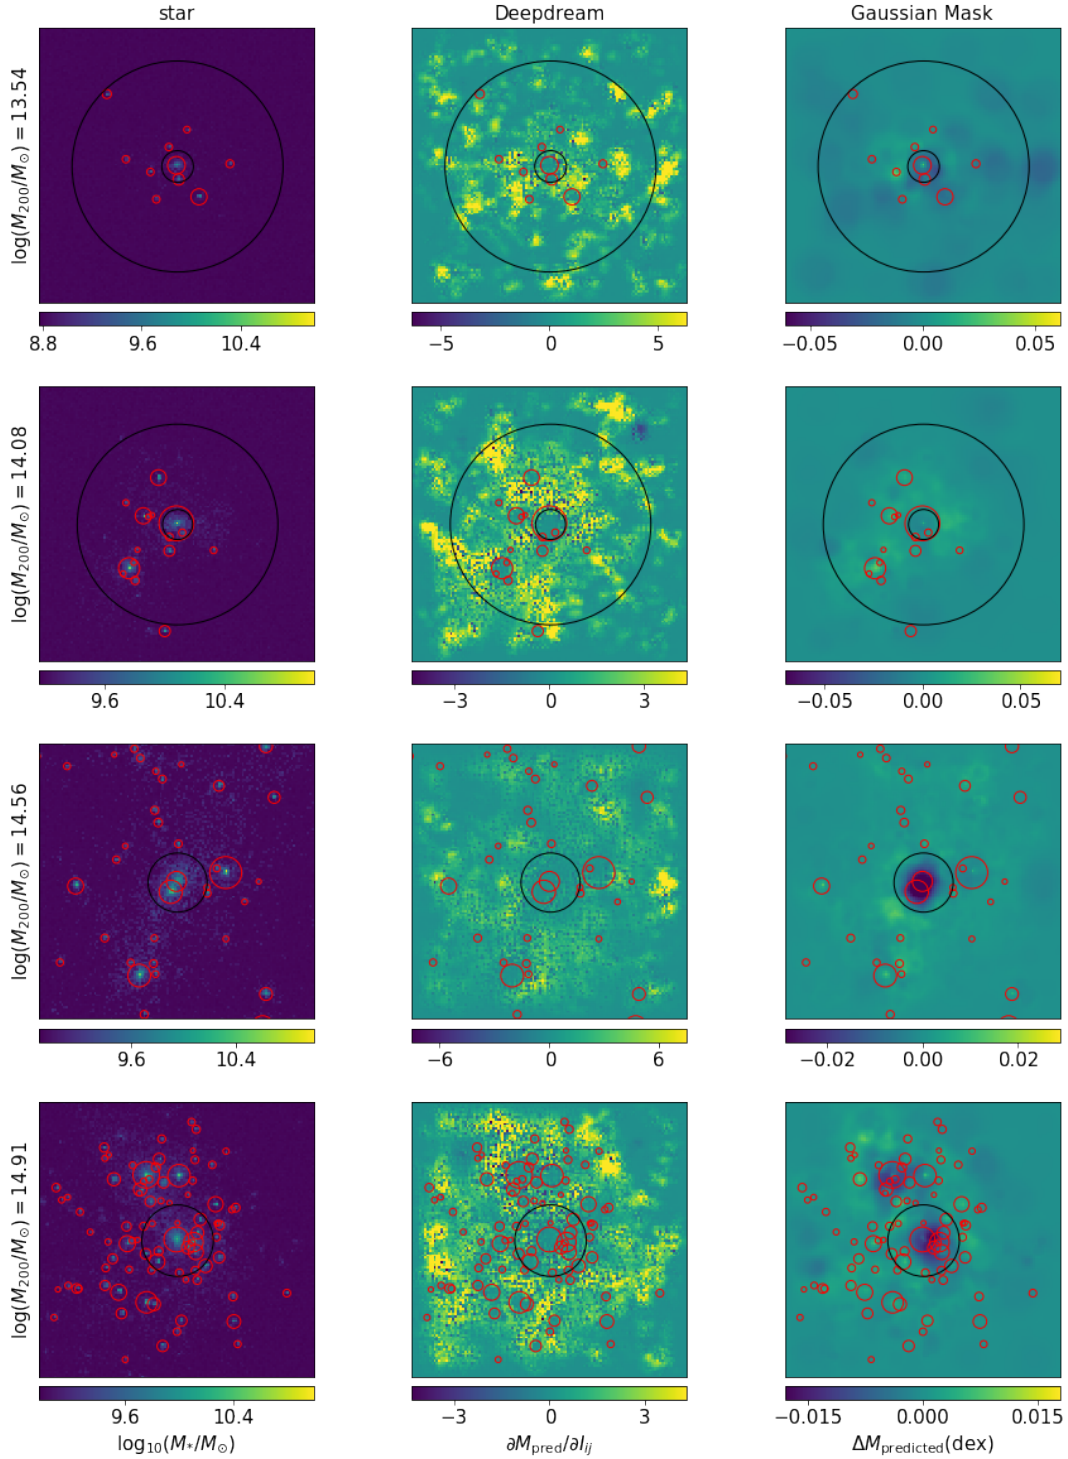 star Deepdream Gaussian Mask
log(M₂₀₀/M⊙) = 13.54
8.8 9.6 10.4 −5 0 5 −0.05 0.00 0.05
log(M₂₀₀/M⊙) = 14.08
9.6 10.4 −3 0 3 −0.05 0.00 0.05
log(M₂₀₀/M⊙) = 14.56
9.6 10.4 −6 0 6 −0.02 0.00 0.02
log(M₂₀₀/M⊙) = 14.91
9.6 10.4 −3 0 3 −0.015 0.000 0.015
log₁₀(M*/M⊙) ∂M_pred/∂I_ij ΔM_predicted(dex)